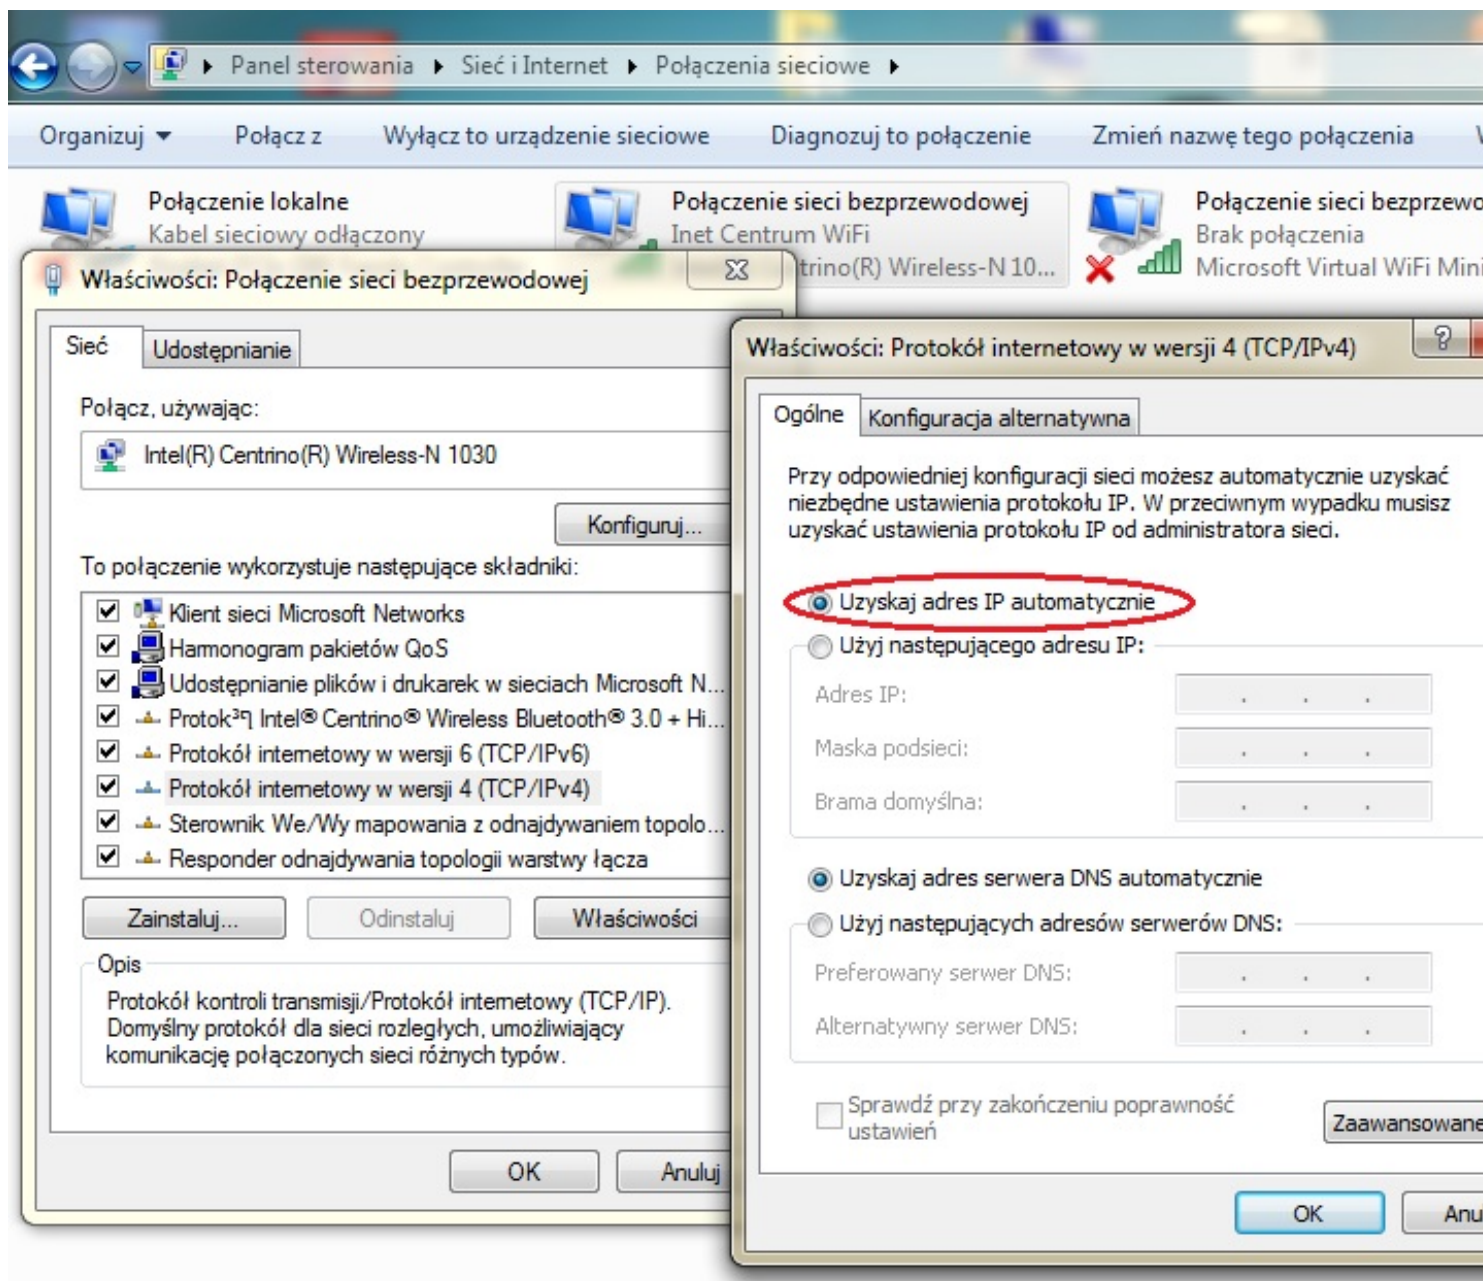 Panel sterowania
Sieć i Internet
Połączenia sieciowe
Organizuj
Połącz z
Wyłącz to urządzenie sieciowe
Diagnozuj to połączenie
Zmień nazwę tego połączenia
Połączenie lokalne
Kabel sieciowy odłączony
Połączenie sieci bezprzewodowej
Inet Centrum WiFi
trino(R) Wireless-N 10...
Połączenie sieci bezprzewo
Brak połączenia
Microsoft Virtual WiFi Mini
Właściwości: Połączenie sieci bezprzewodowej
Sieć
Udostępnianie
Połącz, używając:
Intel(R) Centrino(R) Wireless-N 1030
Konfiguruj...
To połączenie wykorzystuje następujące składniki:
Klient sieci Microsoft Networks
Harmonogram pakietów QoS
Udostępnianie plików i drukarek w sieciach Microsoft N...
Protok³ꞁ Intel® Centrino® Wireless Bluetooth® 3.0 + Hi...
Protokół internetowy w wersji 6 (TCP/IPv6)
Protokół internetowy w wersji 4 (TCP/IPv4)
Sterownik We/Wy mapowania z odnajdywaniem topolo...
Responder odnajdywania topologii warstwy łącza
Zainstaluj...
Odinstaluj
Właściwości
Opis
Protokół kontroli transmisji/Protokół internetowy (TCP/IP).
Domyślny protokół dla sieci rozległych, umożliwiający
komunikację połączonych sieci różnych typów.
OK
Anuluj
Właściwości: Protokół internetowy w wersji 4 (TCP/IPv4)
?
Ogólne
Konfiguracja alternatywna
Przy odpowiedniej konfiguracji sieci możesz automatycznie uzyskać
niezbędne ustawienia protokołu IP. W przeciwnym wypadku musisz
uzyskać ustawienia protokołu IP od administratora sieci.
Uzyskaj adres IP automatycznie
Użyj następującego adresu IP:
Adres IP:
Maska podsieci:
Brama domyślna:
Uzyskaj adres serwera DNS automatycznie
Użyj następujących adresów serwerów DNS:
Preferowany serwer DNS:
Alternatywny serwer DNS:
Sprawdź przy zakończeniu poprawność
ustawień
Zaawansowane
OK
Anu